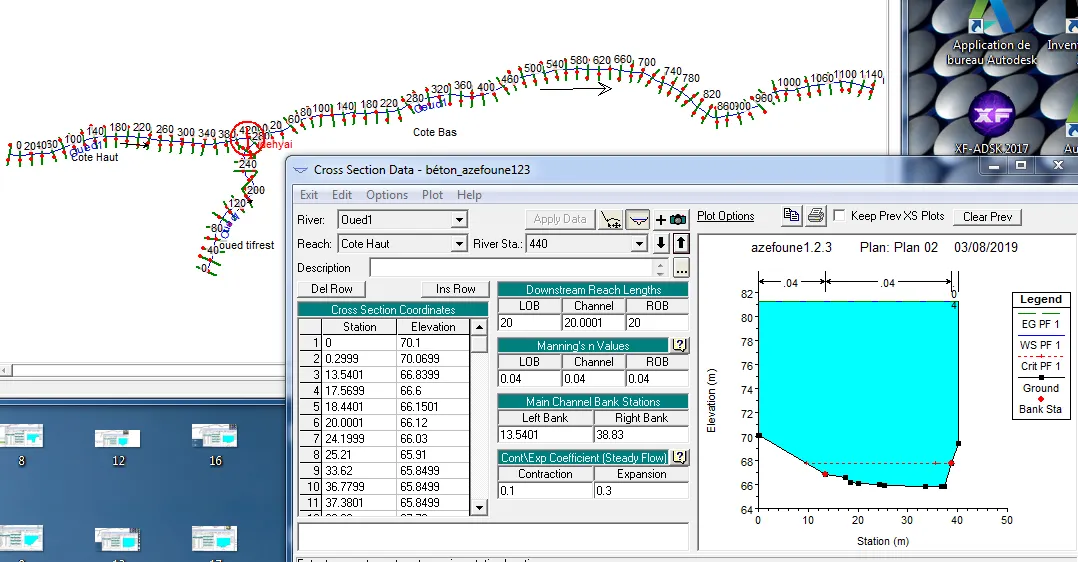 Application de
bureau Autodesk
Inven
XF
XF-ADSK 2017
Au
0 20 40 60 100 140 180 220 260 300 340 380 420
Oued1
Cote Haut
20 60 80 100 140 180 220 280 320 360 400 460 500 540 580 620 660 700 740 780 820 860 900 960 1000 1060 1100 1140
Oued1
Cote Bas
240
200
120
80
40
0
oued tifrest
Cross Section Data - béton_azefoune123
Exit Edit Options Plot Help
River: Oued1 Apply Data
Reach: Cote Haut River Sta.: 440
Description ...
Del Row Ins Row
Cross Section Coordinates
Station Elevation
1 0 70.1
2 0.2999 70.0699
3 13.5401 66.8399
4 17.5699 66.6
5 18.4401 66.1501
6 20.0001 66.12
7 24.1999 66.03
8 25.21 65.91
9 33.62 65.8499
10 36.7799 65.8499
11 37.3801 65.8499
Downstream Reach Lengths
LOB Channel ROB
20 20.0001 20
Manning's n Values
LOB Channel ROB
0.04 0.04 0.04
Main Channel Bank Stations
Left Bank Right Bank
13.5401 38.83
Cont\Exp Coefficient (Steady Flow)
Contraction Expansion
0.1 0.3
Plot Options Keep Prev XS Plots Clear Prev
azefoune1.2.3 Plan: Plan 02 03/08/2019
.04 .04 .04
82
80
78
76
74
72
70
68
66
64
Elevation (m)
0 10 20 30 40 50
Station (m)
Legend
EG PF 1
WS PF 1
Crit PF 1
Ground
Bank Sta
8 12 16